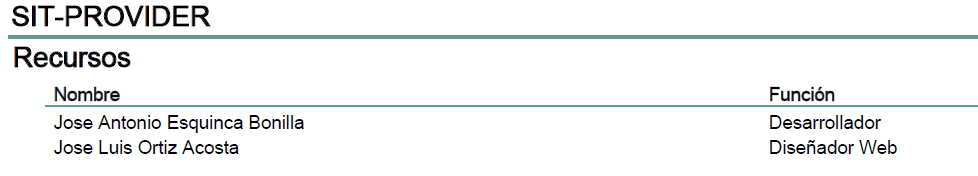 SIT-PROVIDER
Recursos
Nombre Función
Jose Antonio Esquinca Bonilla Desarrollador
Jose Luis Ortiz Acosta Diseñador Web